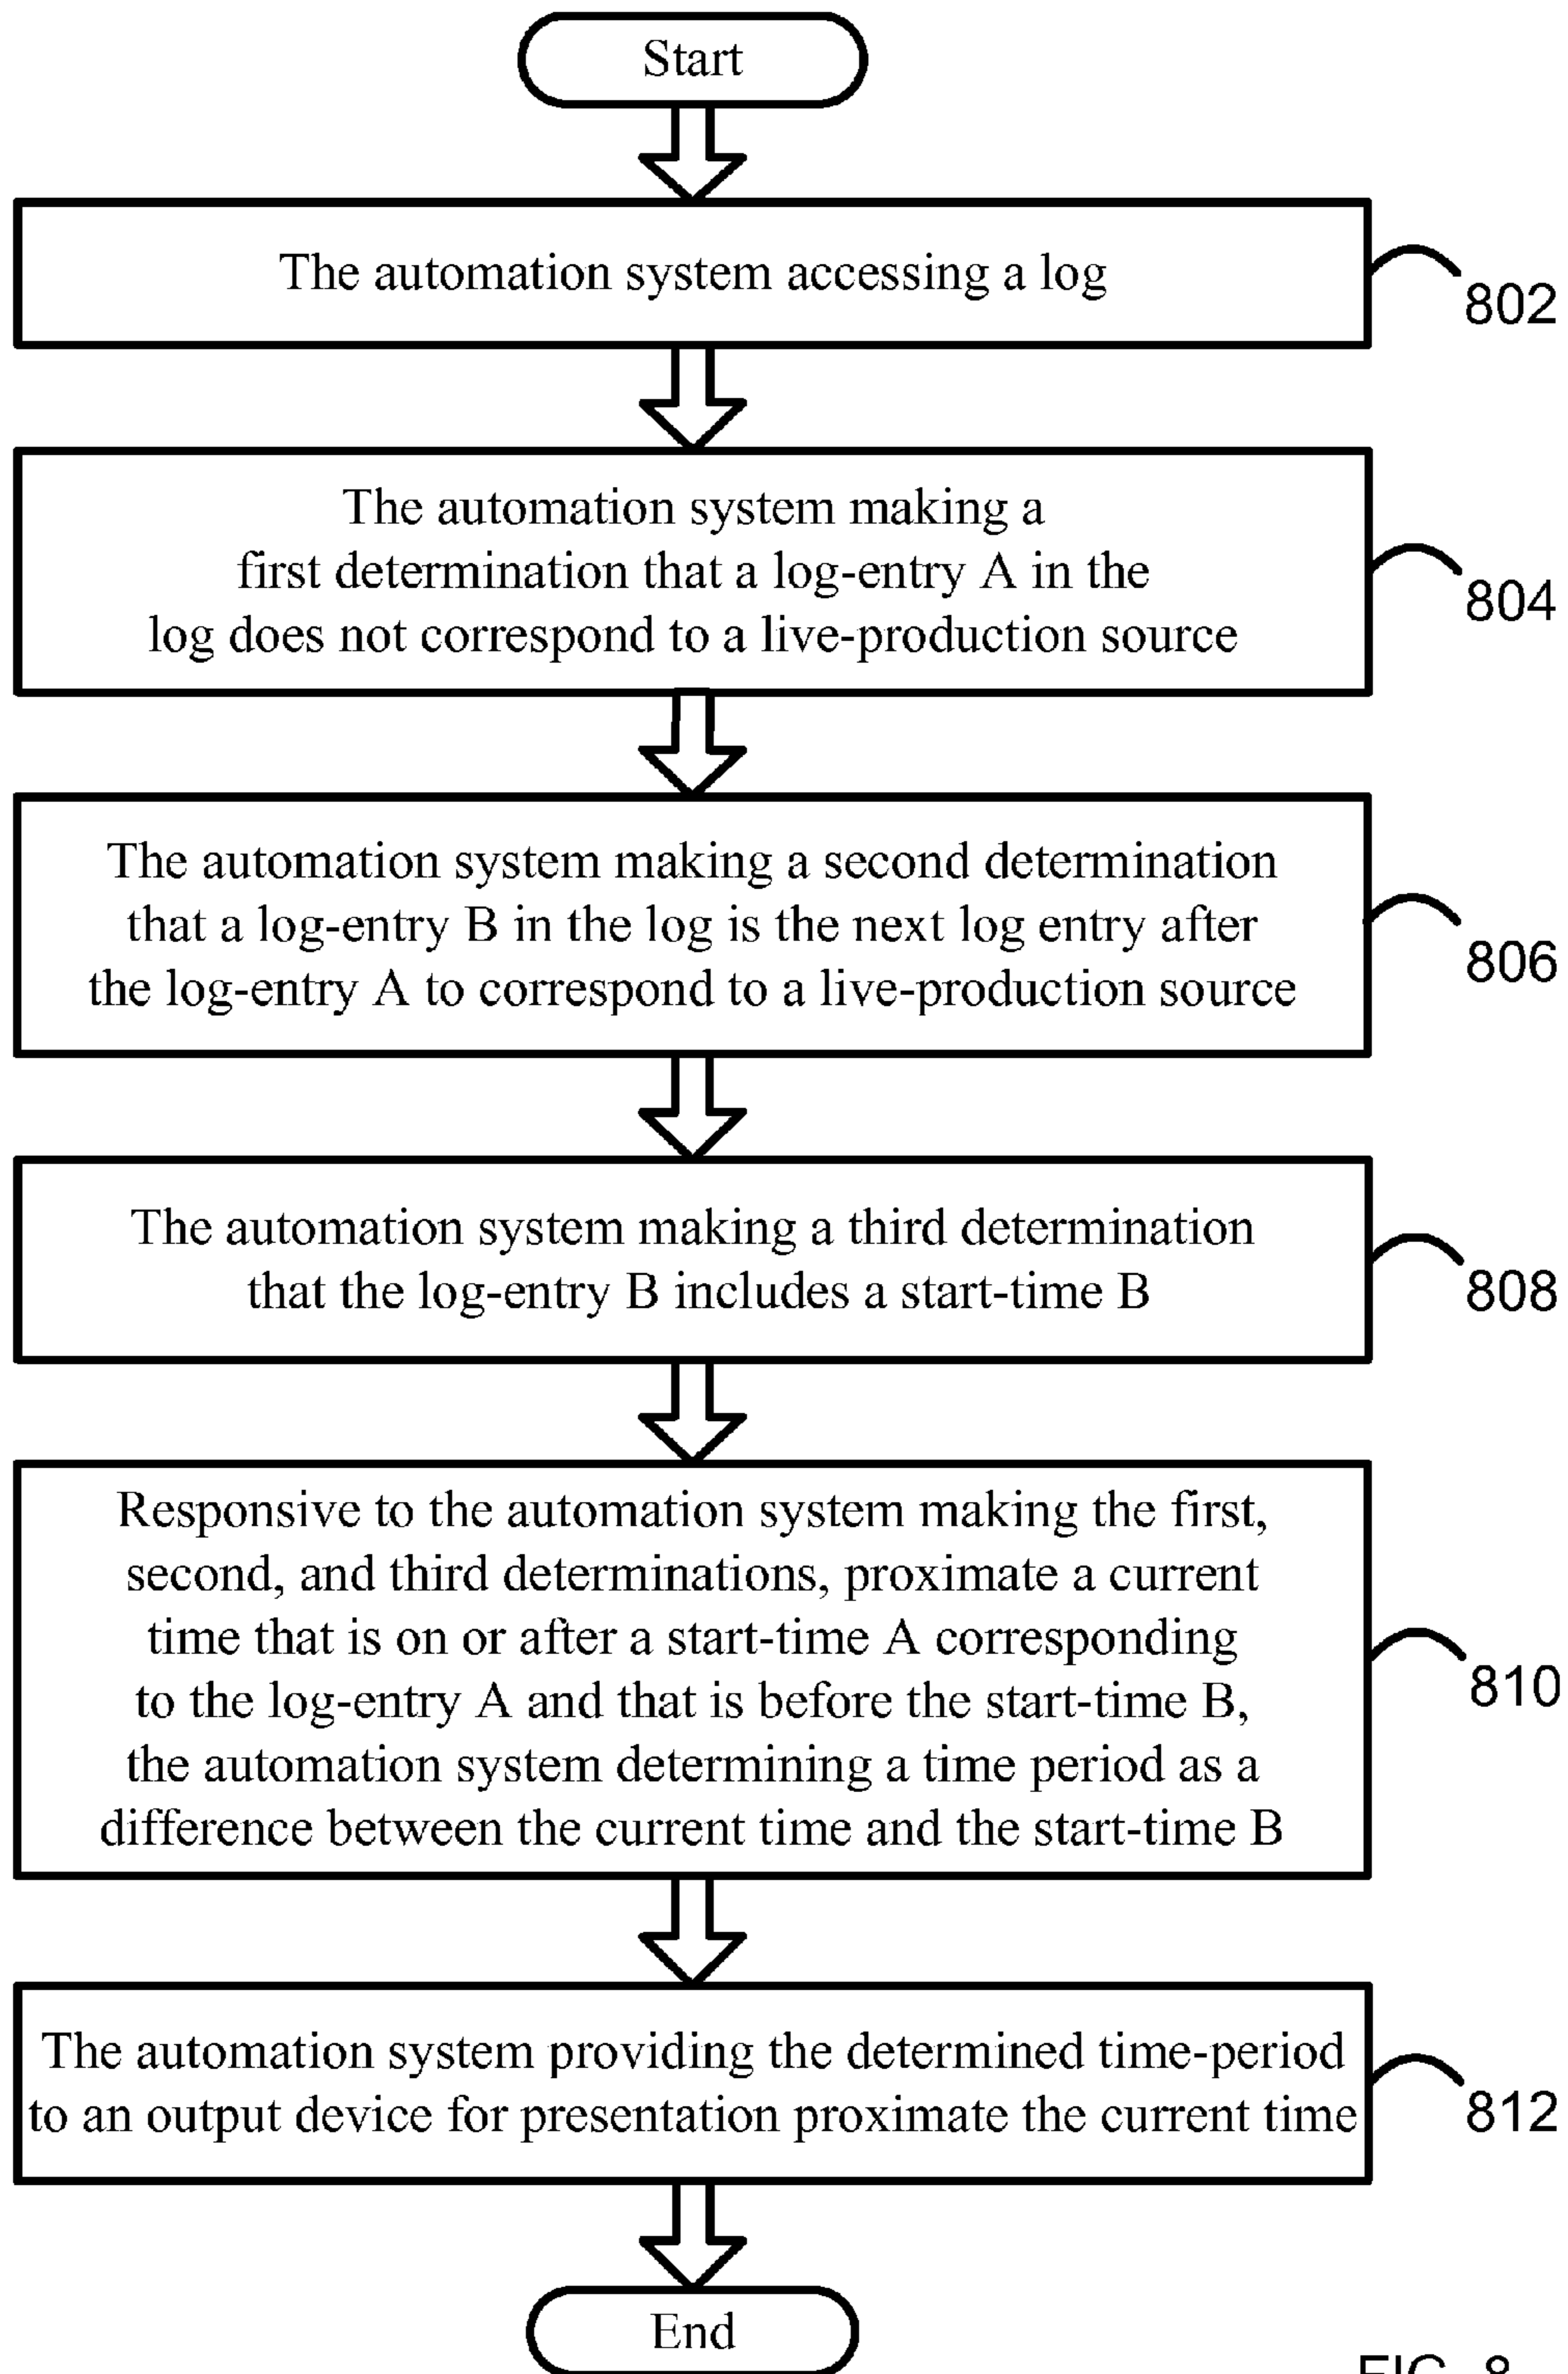 Start
The automation system accessing a log
802
The automation system making a
first determination that a log-entry A in the
log does not correspond to a live-production source
804
The automation system making a second determination
that a log-entry B in the log is the next log entry after
the log-entry A to correspond to a live-production source
806
The automation system making a third determination
that the log-entry B includes a start-time B
808
Responsive to the automation system making the first,
second, and third determinations, proximate a current
time that is on or after a start-time A corresponding
to the log-entry A and that is before the start-time B,
the automation system determining a time period as a
difference between the current time and the start-time B
810
The automation system providing the determined time-period
to an output device for presentation proximate the current time
812
End
FIG. 8